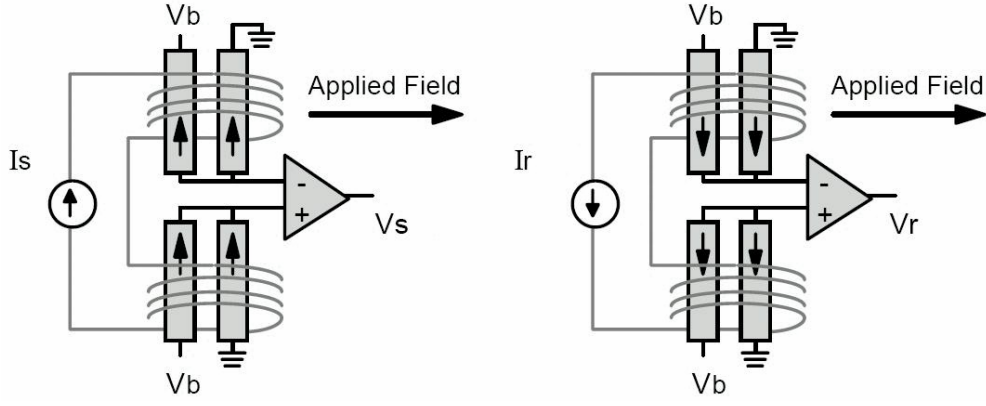 Vb
Applied Field
Is
-
+
Vs
Vb
Vb
Applied Field
Ir
-
+
Vr
Vb